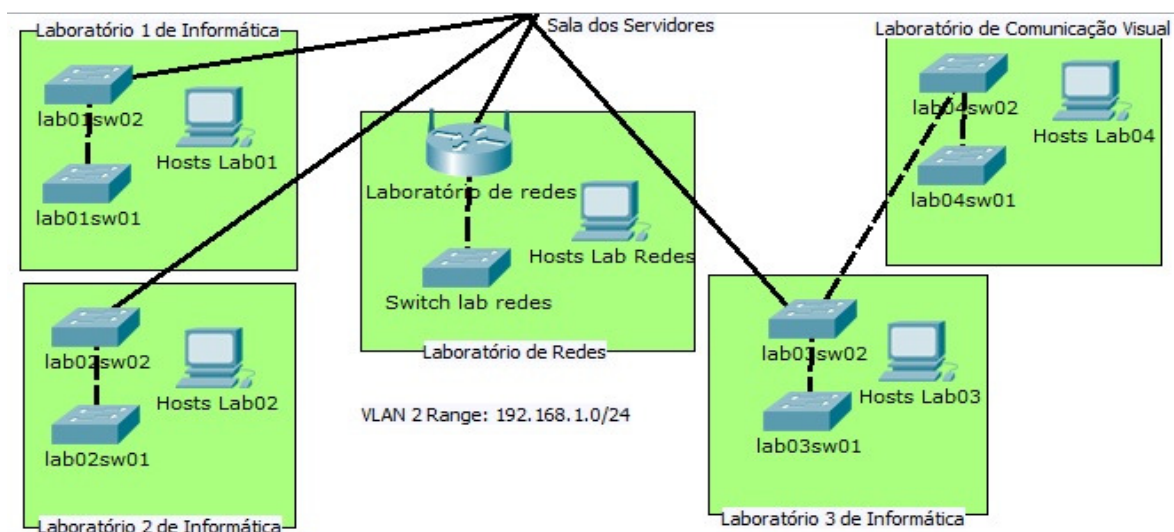 Laboratório 1 de Informática
lab01sw02
Hosts Lab01
lab01sw01
Sala dos Servidores
Laboratório de Comunicação Visual
lab04sw02
Hosts Lab04
lab04sw01
Laboratório de redes
Hosts Lab Redes
Switch lab redes
Laboratório de Redes
lab02sw02
Hosts Lab02
lab02sw01
Laboratório 2 de Informática
VLAN 2 Range: 192.168.1.0/24
lab03sw02
Hosts Lab03
lab03sw01
Laboratório 3 de Informática